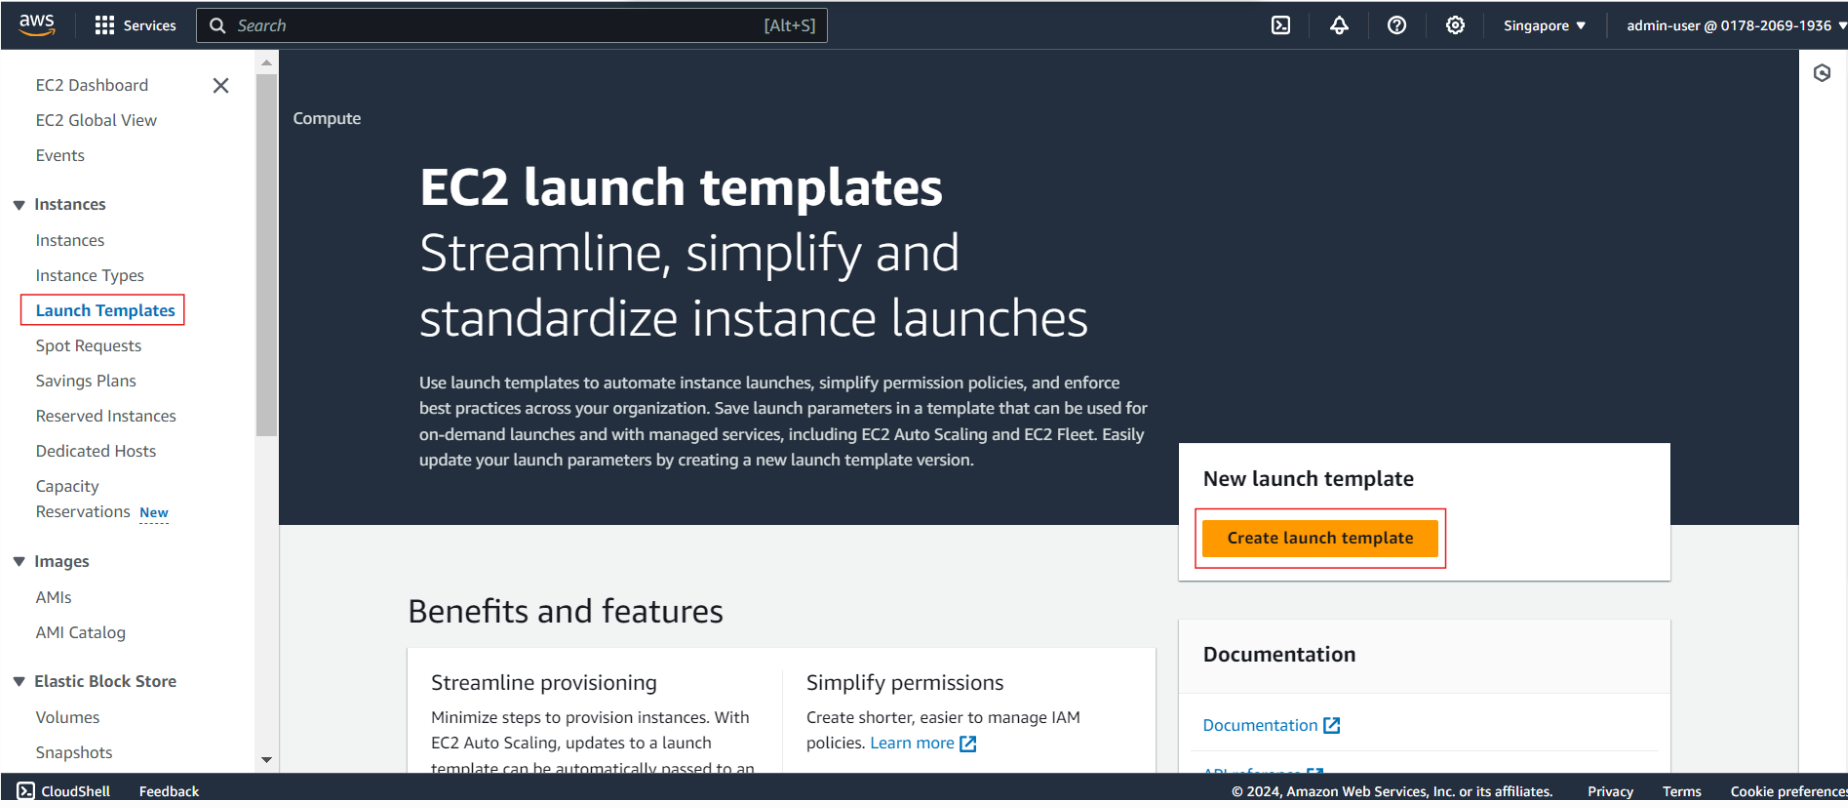 aws
Services
Search
[Alt+S]
Singapore
admin-user @ 0178-2069-1936
EC2 Dashboard
EC2 Global View
Events
Instances
Instances
Instance Types
Launch Templates
Spot Requests
Savings Plans
Reserved Instances
Dedicated Hosts
Capacity
Reservations New
Images
AMIs
AMI Catalog
Elastic Block Store
Volumes
Snapshots
Compute
EC2 launch templates
Streamline, simplify and
standardize instance launches
Use launch templates to automate instance launches, simplify permission policies, and enforce
best practices across your organization. Save launch parameters in a template that can be used for
on-demand launches and with managed services, including EC2 Auto Scaling and EC2 Fleet. Easily
update your launch parameters by creating a new launch template version.
New launch template
Create launch template
Benefits and features
Streamline provisioning
Minimize steps to provision instances. With
EC2 Auto Scaling, updates to a launch
template can be automatically passed to an
Simplify permissions
Create shorter, easier to manage IAM
policies. Learn more
Documentation
Documentation
API reference
CloudShell
Feedback
© 2024, Amazon Web Services, Inc. or its affiliates.
Privacy
Terms
Cookie preference